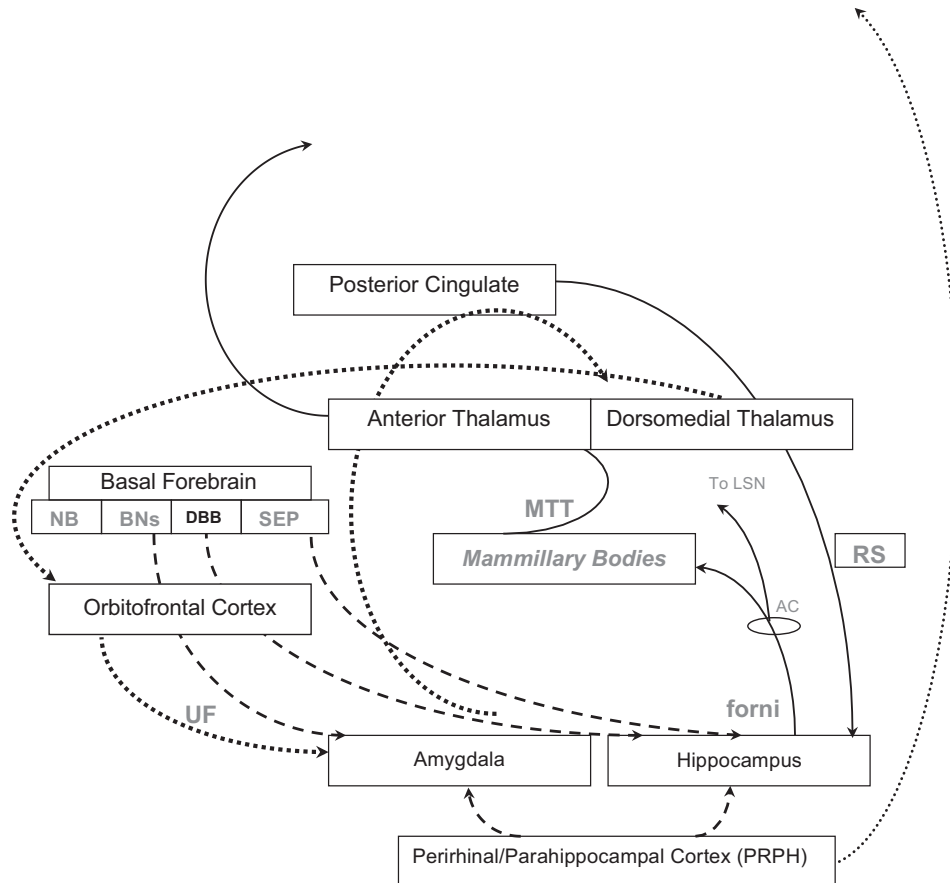 Posterior Cingulate
Anterior Thalamus
Dorsomedial Thalamus
Basal Forebrain
NB
BNs
DBB
SEP
To LSN
MTT
Mammillary Bodies
RS
Orbitofrontal Cortex
AC
UF
forni
Amygdala
Hippocampus
Perirhinal/Parahippocampal Cortex (PRPH)